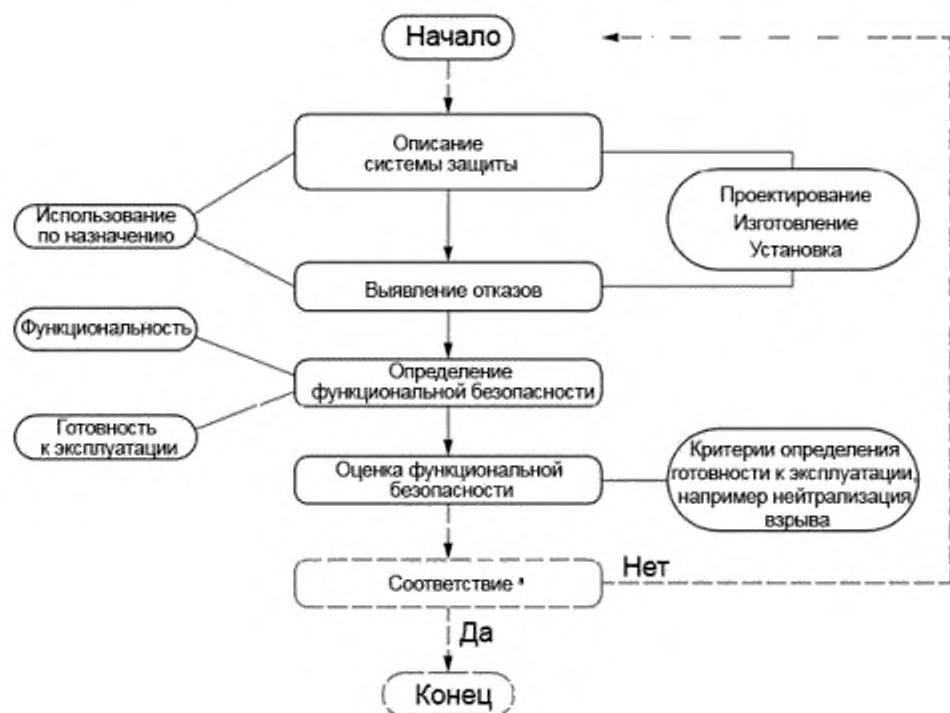 Начало
Описание
системы защиты
Использование
по назначению
Проектирование
Изготовление
Установка
Выявление отказов
Функциональность
Определение
функциональной безопасности
Готовность
к эксплуатации
Оценка функциональной
безопасности
Критерии определения
готовности к эксплуатации,
например нейтрализация
взрыва
Соответствие
Нет
Да
Конец